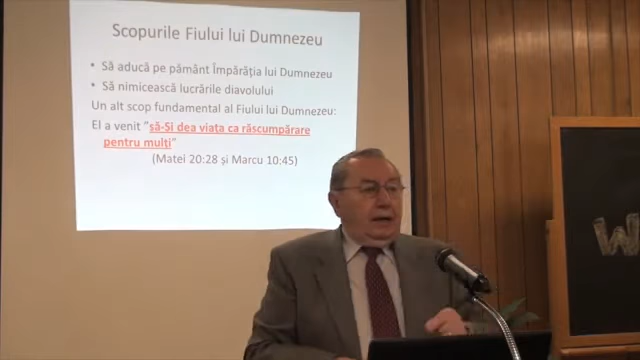 Scopurile Fiului lui Dumnezeu
• Să aducă pe pământ Împărăția lui Dumnezeu
• Să nimicească lucrările diavolului
Un alt scop fundamental al Fiului lui Dumnezeu:
El a venit "să-Și dea viata ca răscumpărare
pentru mulți"
(Matei 20:28 și Marcu 10:45)
W